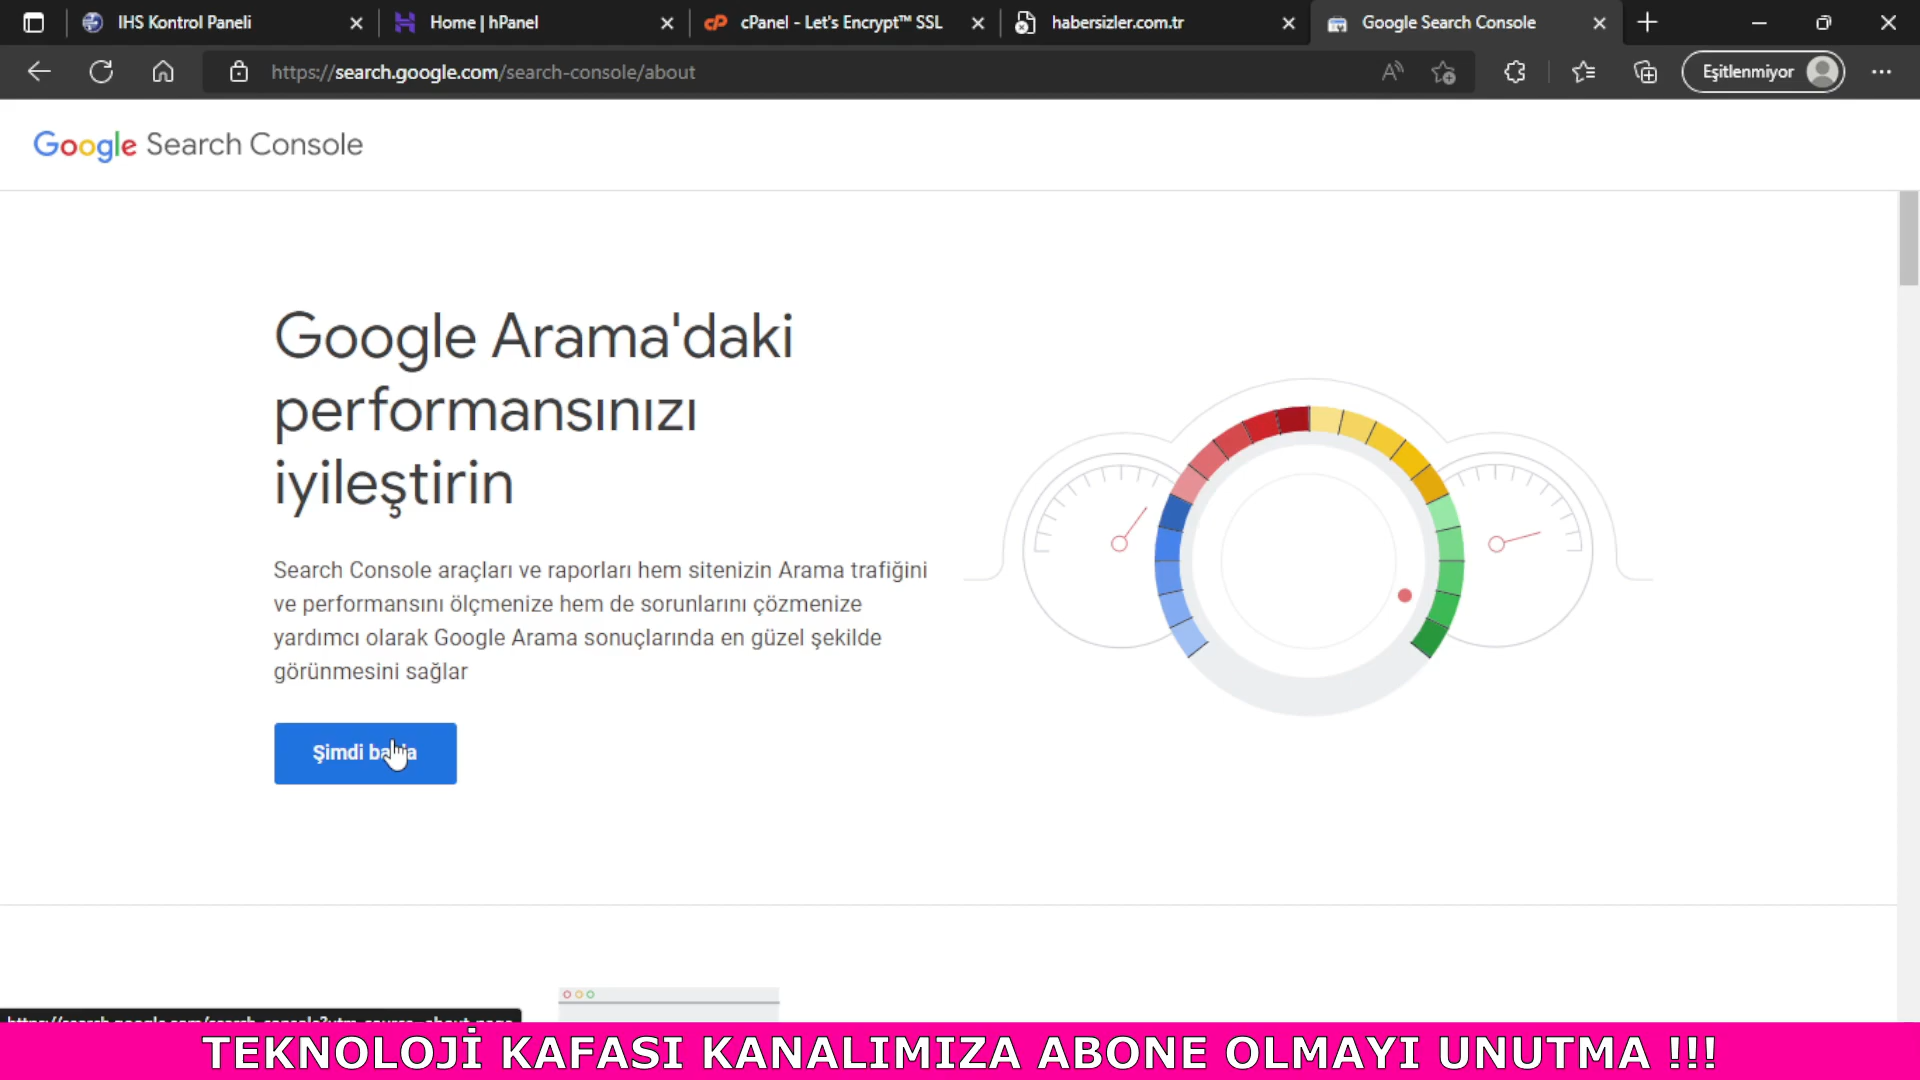 IHS Kontrol Paneli
Home | hPanel
cPanel - Let's Encrypt™ SSL
habersizler.com.tr
Google Search Console
https://search.google.com/search-console/about
Eşitlenmiyor
Google Search Console
Google Arama'daki
performansınızı
iyileştirin
Search Console araçları ve raporları hem sitenizin Arama trafiğini
ve performansını ölçmenize hem de sorunlarını çözmenize
yardımcı olarak Google Arama sonuçlarında en güzel şekilde
görünmesini sağlar
Şimdi
TEKNOLOJİ KAFASI KANALIMIZA ABONE OLMAYI UNUTMA !!!